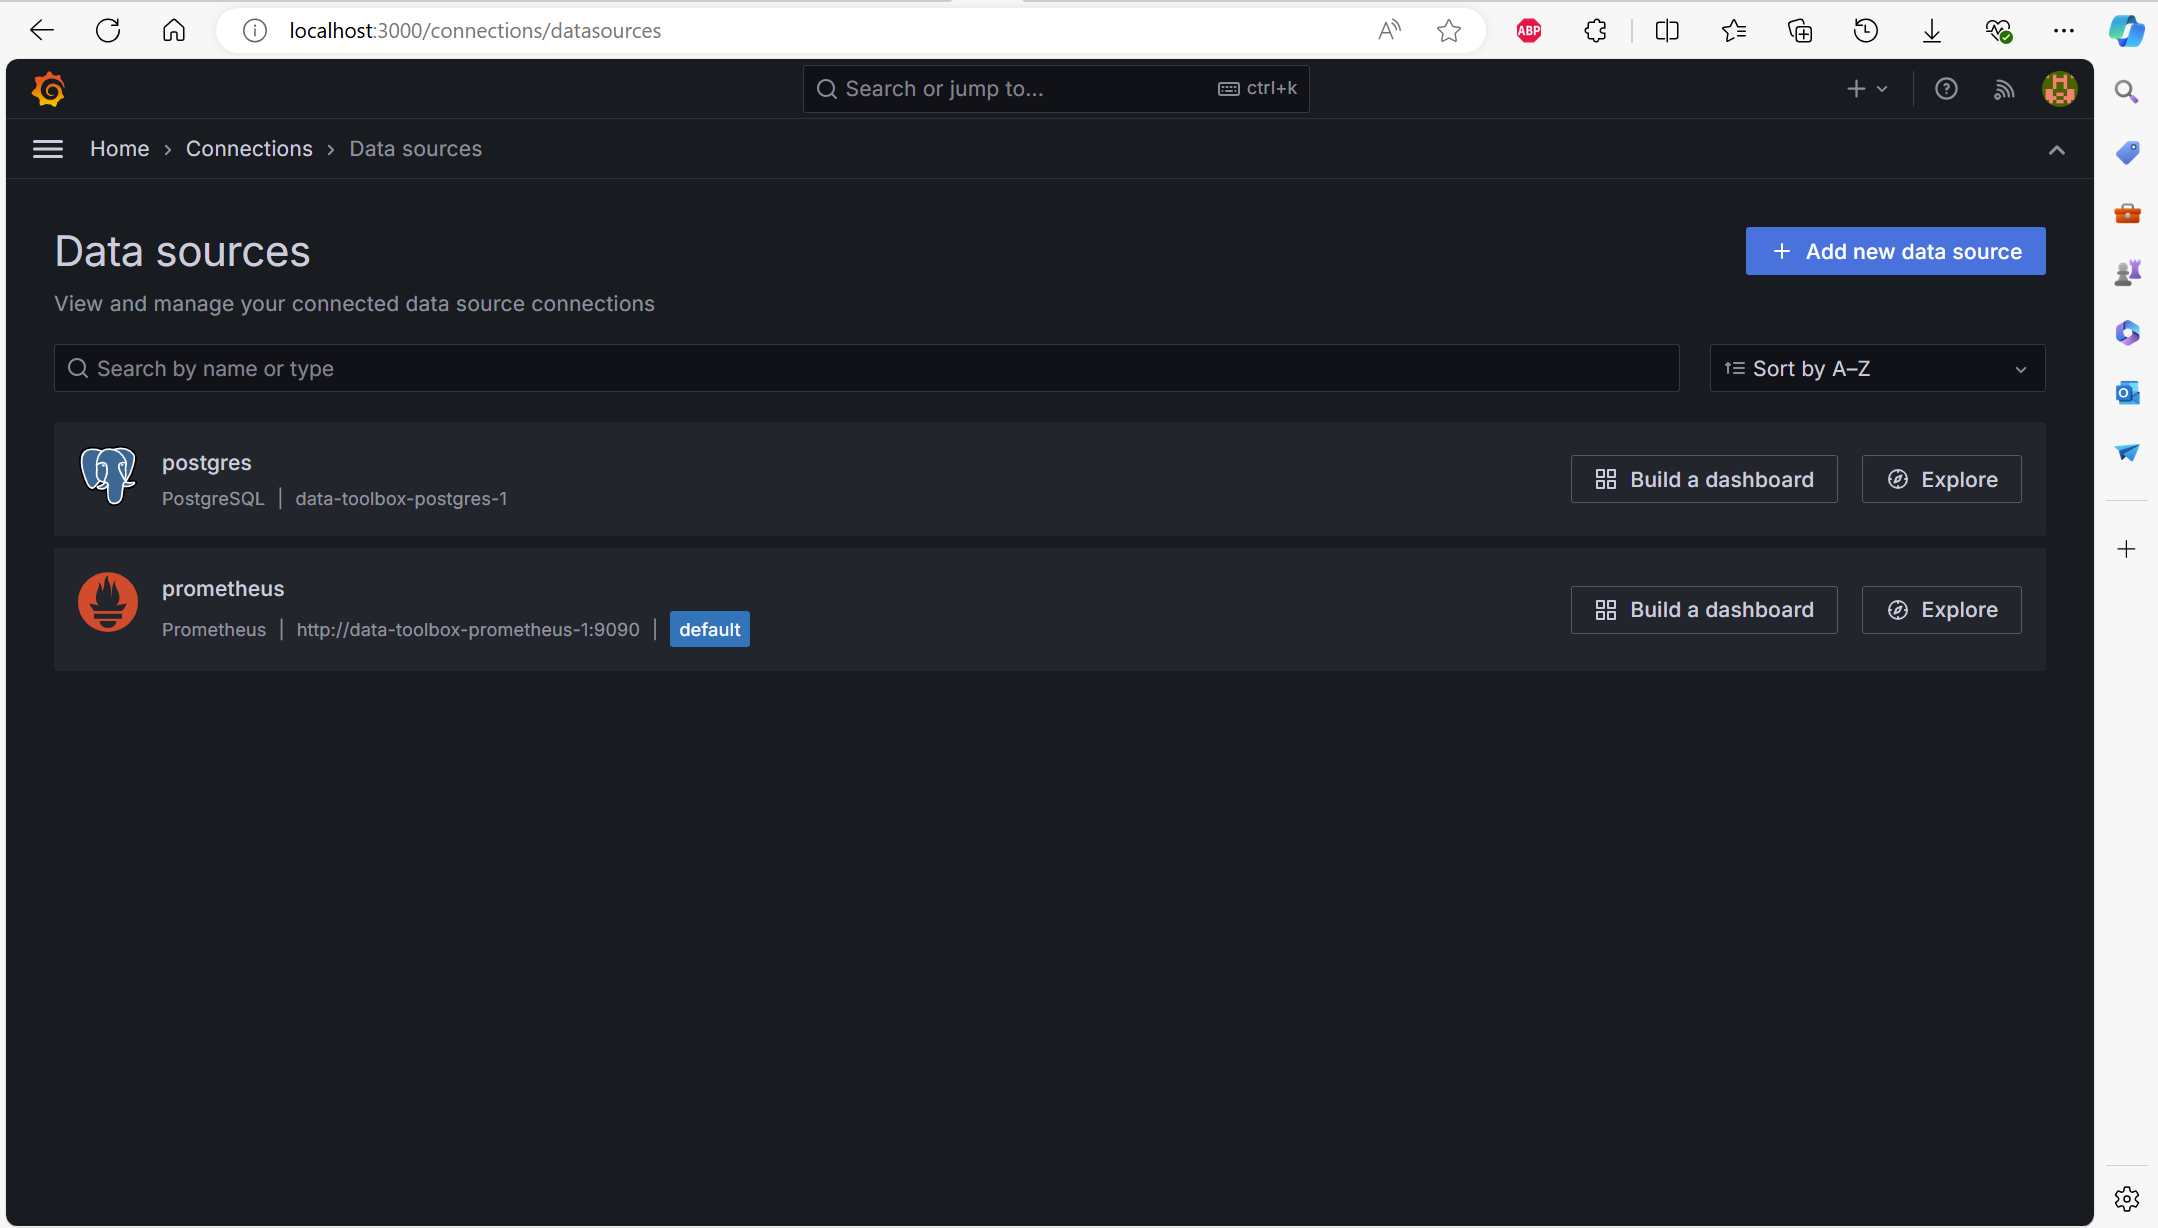 localhost:3000/connections/datasources
ABP
Search or jump to...
ctrl+k
Home › Connections › Data sources
Data sources
Add new data source
View and manage your connected data source connections
Search by name or type
Sort by A–Z
postgres
PostgreSQL | data-toolbox-postgres-1
Build a dashboard
Explore
prometheus
Prometheus | http://data-toolbox-prometheus-1:9090 | default
Build a dashboard
Explore